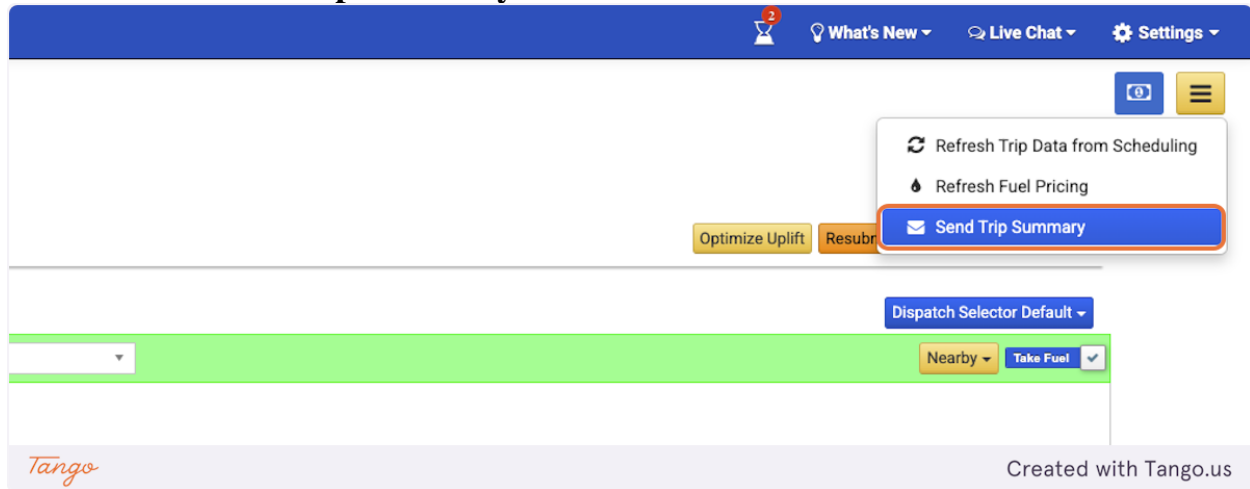 2
What's New
Live Chat
Settings
Refresh Trip Data from Scheduling
Refresh Fuel Pricing
Send Trip Summary
Optimize Uplift
Dispatch Selector Default
Nearby
Take Fuel
Tango
Created with Tango.us